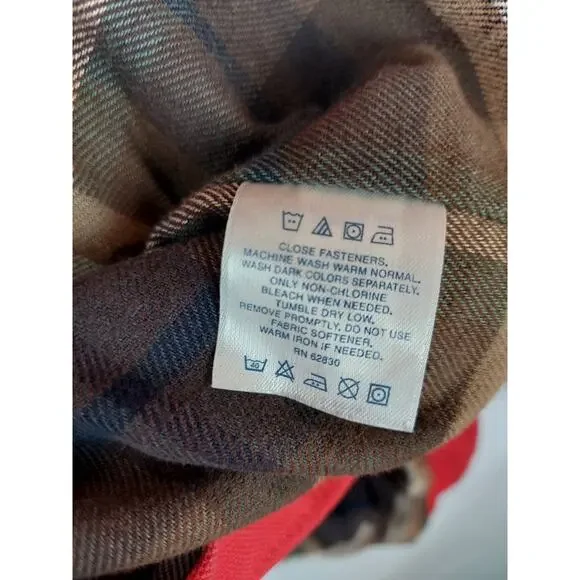 CLOSE FASTENERS.
MACHINE WASH WARM NORMAL.
WASH DARK COLORS SEPARATELY.
ONLY NON-CHLORINE
BLEACH WHEN NEEDED.
TUMBLE DRY LOW.
REMOVE PROMPTLY. DO NOT USE
FABRIC SOFTENER.
WARM IRON IF NEEDED.
RN 62830
40